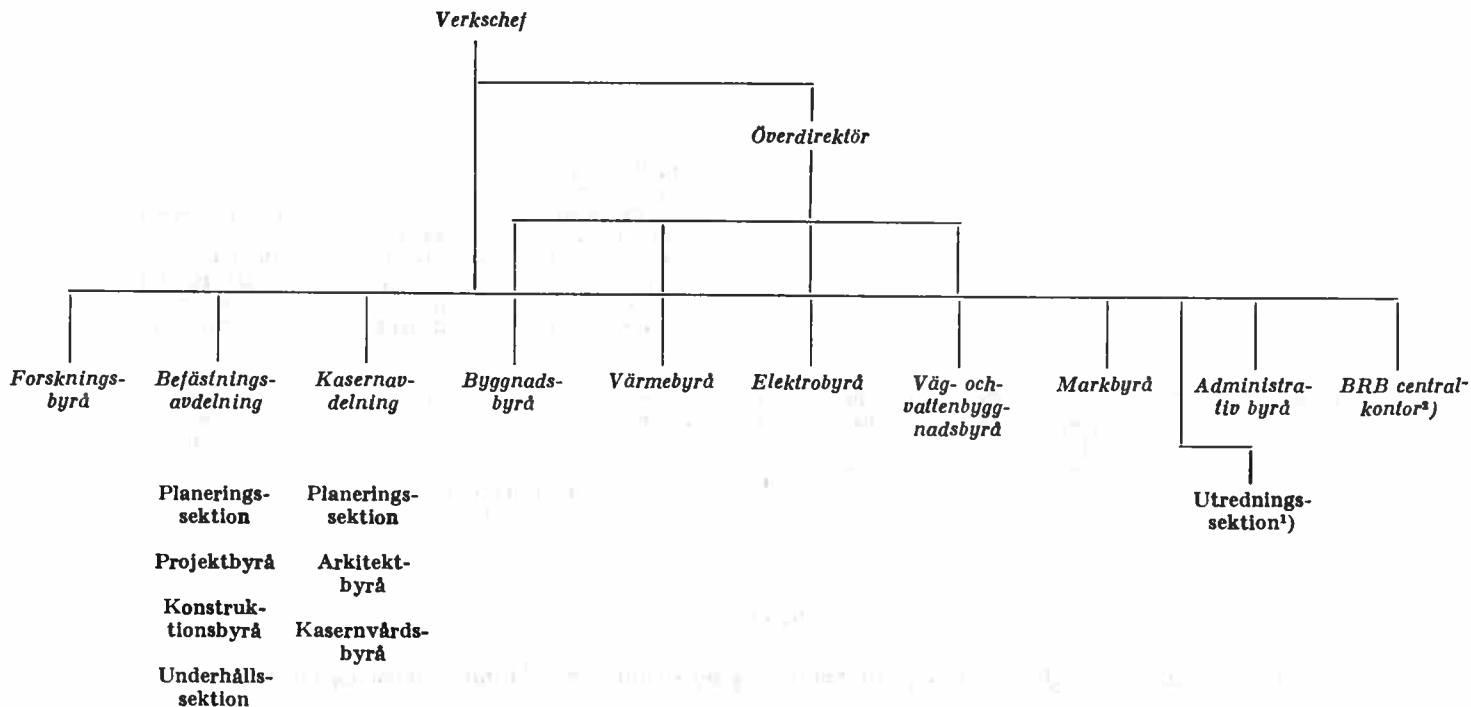 Verkschef
Överdirektör
Forsknings-
byrå
Befästnings-
avdelning
Kasernav-
delning
Byggnads-
byrå
Värmebyrå
Elektrobyrå
Väg- och-
vattenbygg-
nadsbyrå
Markbyrå
Administra-
tiv byrå
BRB central-
kontor²)
Planerings-
sektion
Projektbyrå
Konstruk-
tionsbyrå
Underhålls-
sektion
Planerings-
sektion
Arkitekt-
byrå
Kasernvårds-
byrå
Utrednings-
sektion¹)